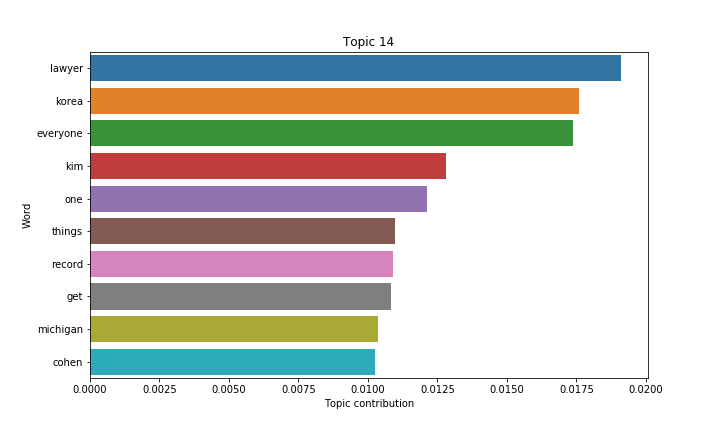 Topic 14
Word
lawyer
korea
everyone
kim
one
things
record
get
michigan
cohen
0.0000 0.0025 0.0050 0.0075 0.0100 0.0125 0.0150 0.0175 0.0200
Topic contribution